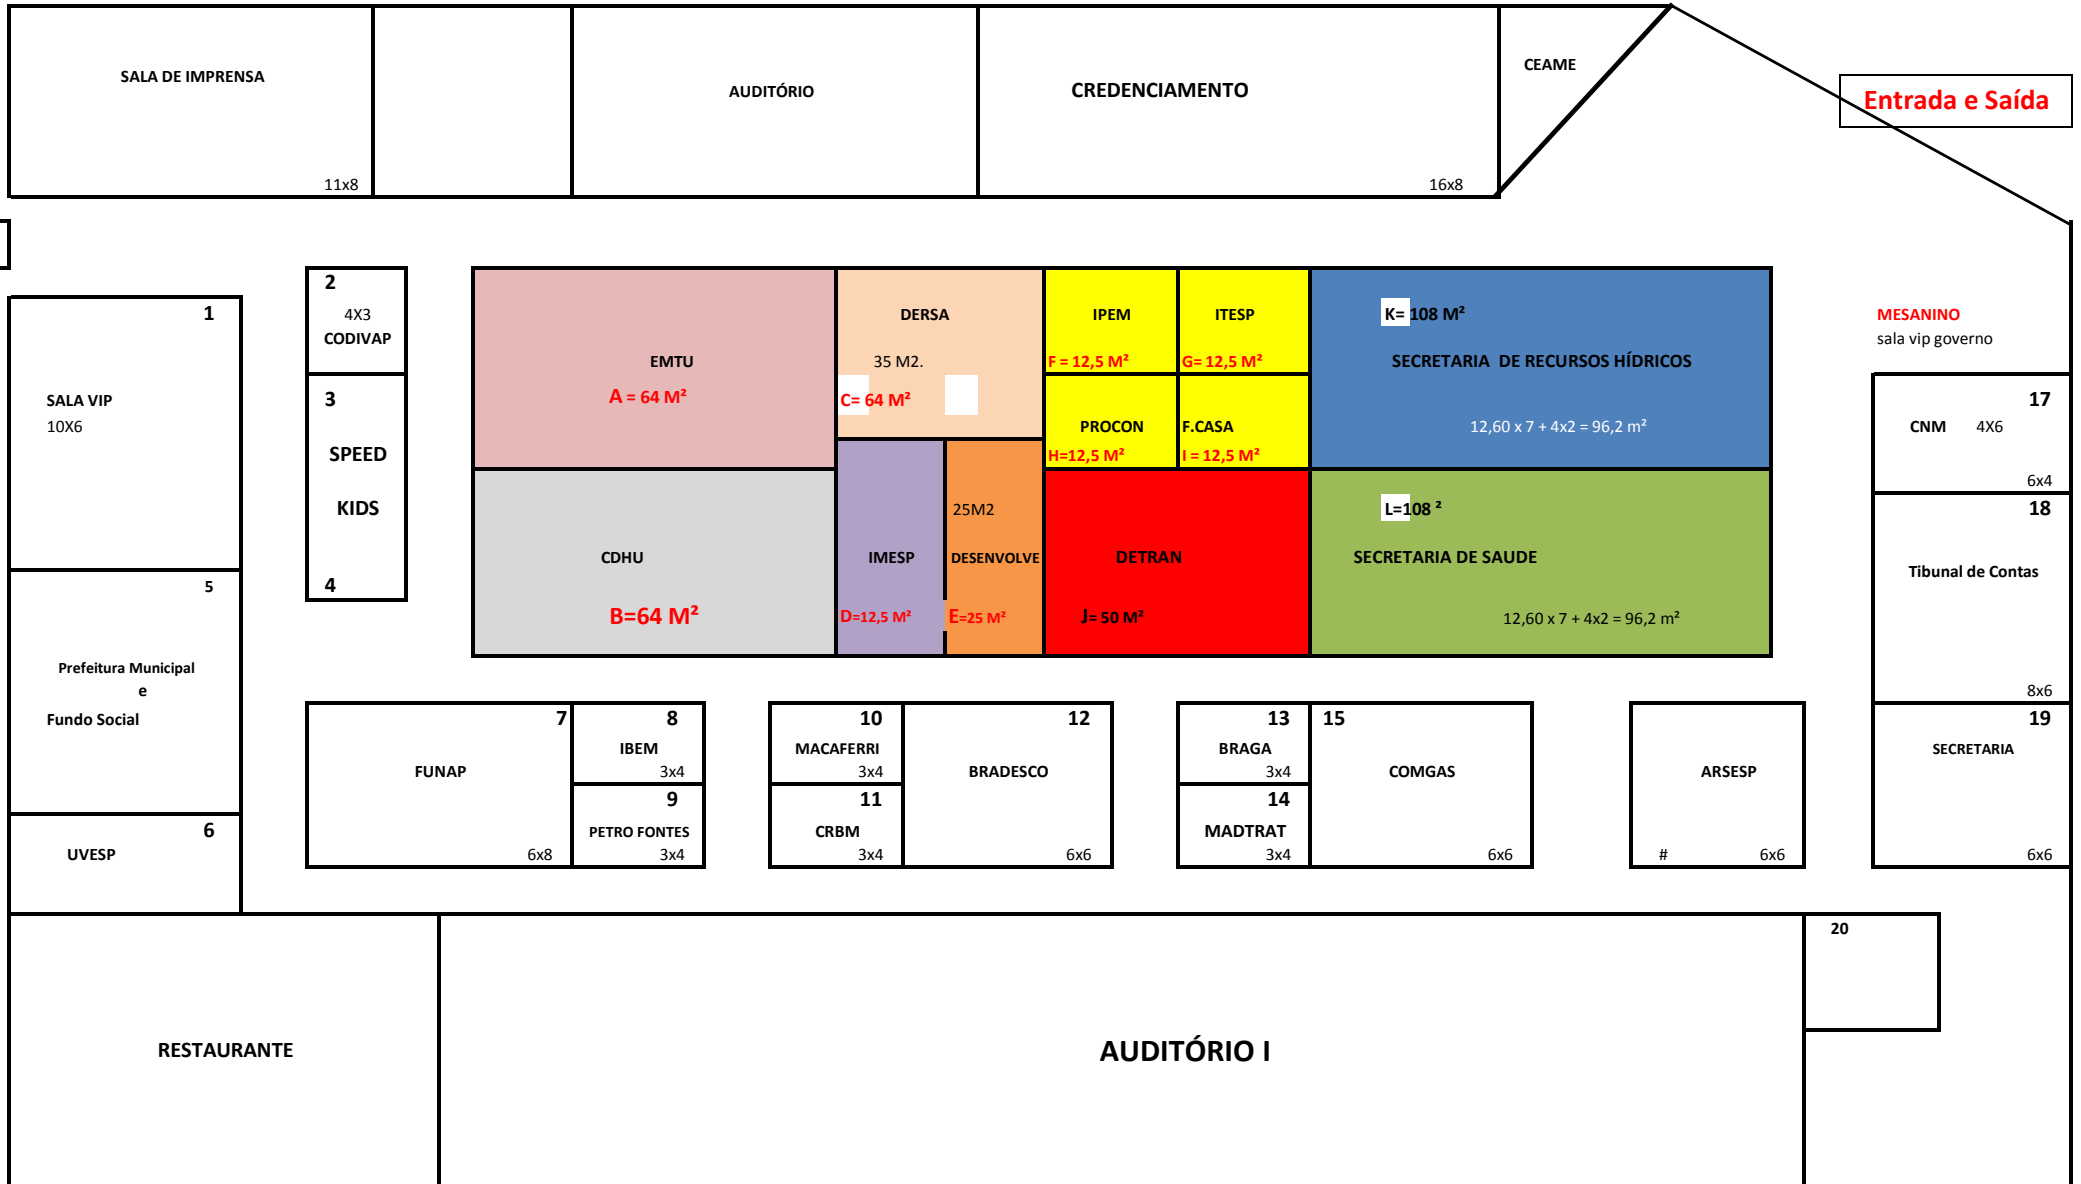 SALA DE IMPRENSA
11x8
AUDITÓRIO
CREDENCIAMENTO
16x8
CEAME
Entrada e Saída
1
SALA VIP
10X6
2
4X3
CODIVAP
3
SPEED
KIDS
4
5
Prefeitura Municipal
e
Fundo Social
6
UVESP
EMTU
A = 64 M²
CDHU
B=64 M²
DERSA
35 M2.
C= 64 M²
IMESP
D=12,5 M²
25M2
DESENVOLVE
E=25 M²
IPEM
F = 12,5 M²
ITESP
G= 12,5 M²
PROCON
H=12,5 M²
F.CASA
I = 12,5 M²
DETRAN
J= 50 M²
K= 108 M²
SECRETARIA DE RECURSOS HÍDRICOS
12,60 x 7 + 4x2 = 96,2 m²
L=108 ²
SECRETARIA DE SAUDE
12,60 x 7 + 4x2 = 96,2 m²
MESANINO
sala vip governo
17
CNM 4X6
6x4
18
Tibunal de Contas
8x6
19
SECRETARIA
6x6
7
FUNAP
6x8
8
IBEM
3x4
9
PETRO FONTES
3x4
10
MACAFERRI
3x4
11
CRBM
3x4
12
BRADESCO
6x6
13
BRAGA
3x4
14
MADTRAT
3x4
15
COMGAS
6x6
ARSESP
# 6x6
20
RESTAURANTE
AUDITÓRIO I